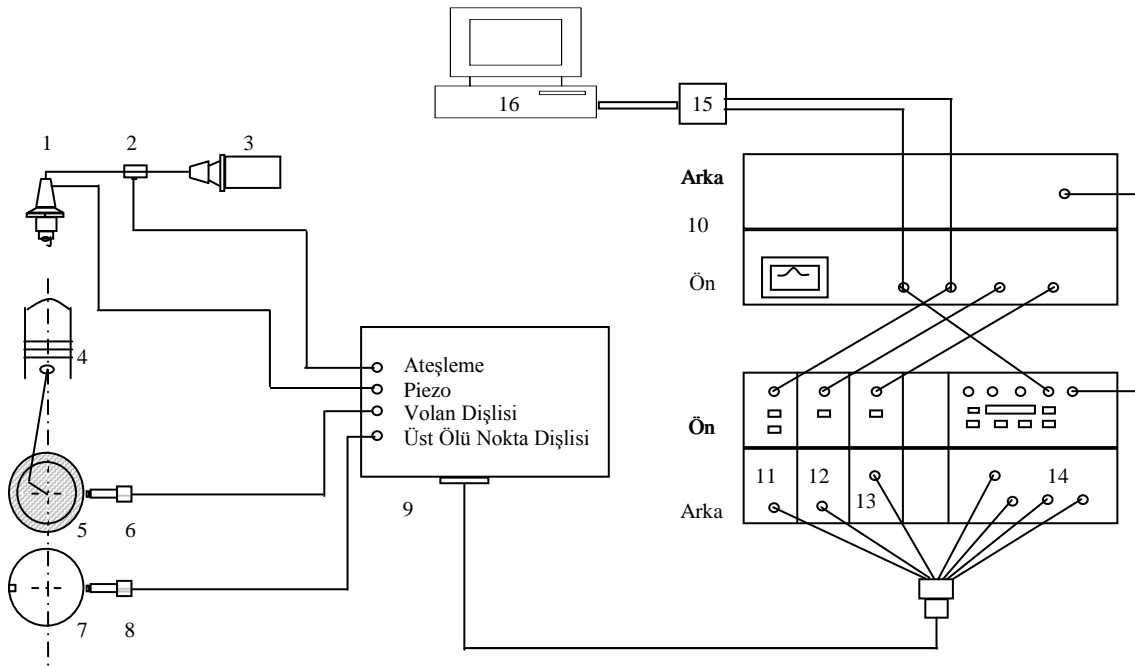 16
15
1
2
3
Arka
10
Ön
4
Ateşleme
Piezo
Volan Dişlisi
Üst Ölü Nokta Dişlisi
Ön
11
12
13
14
Arka
9
5
6
7
8